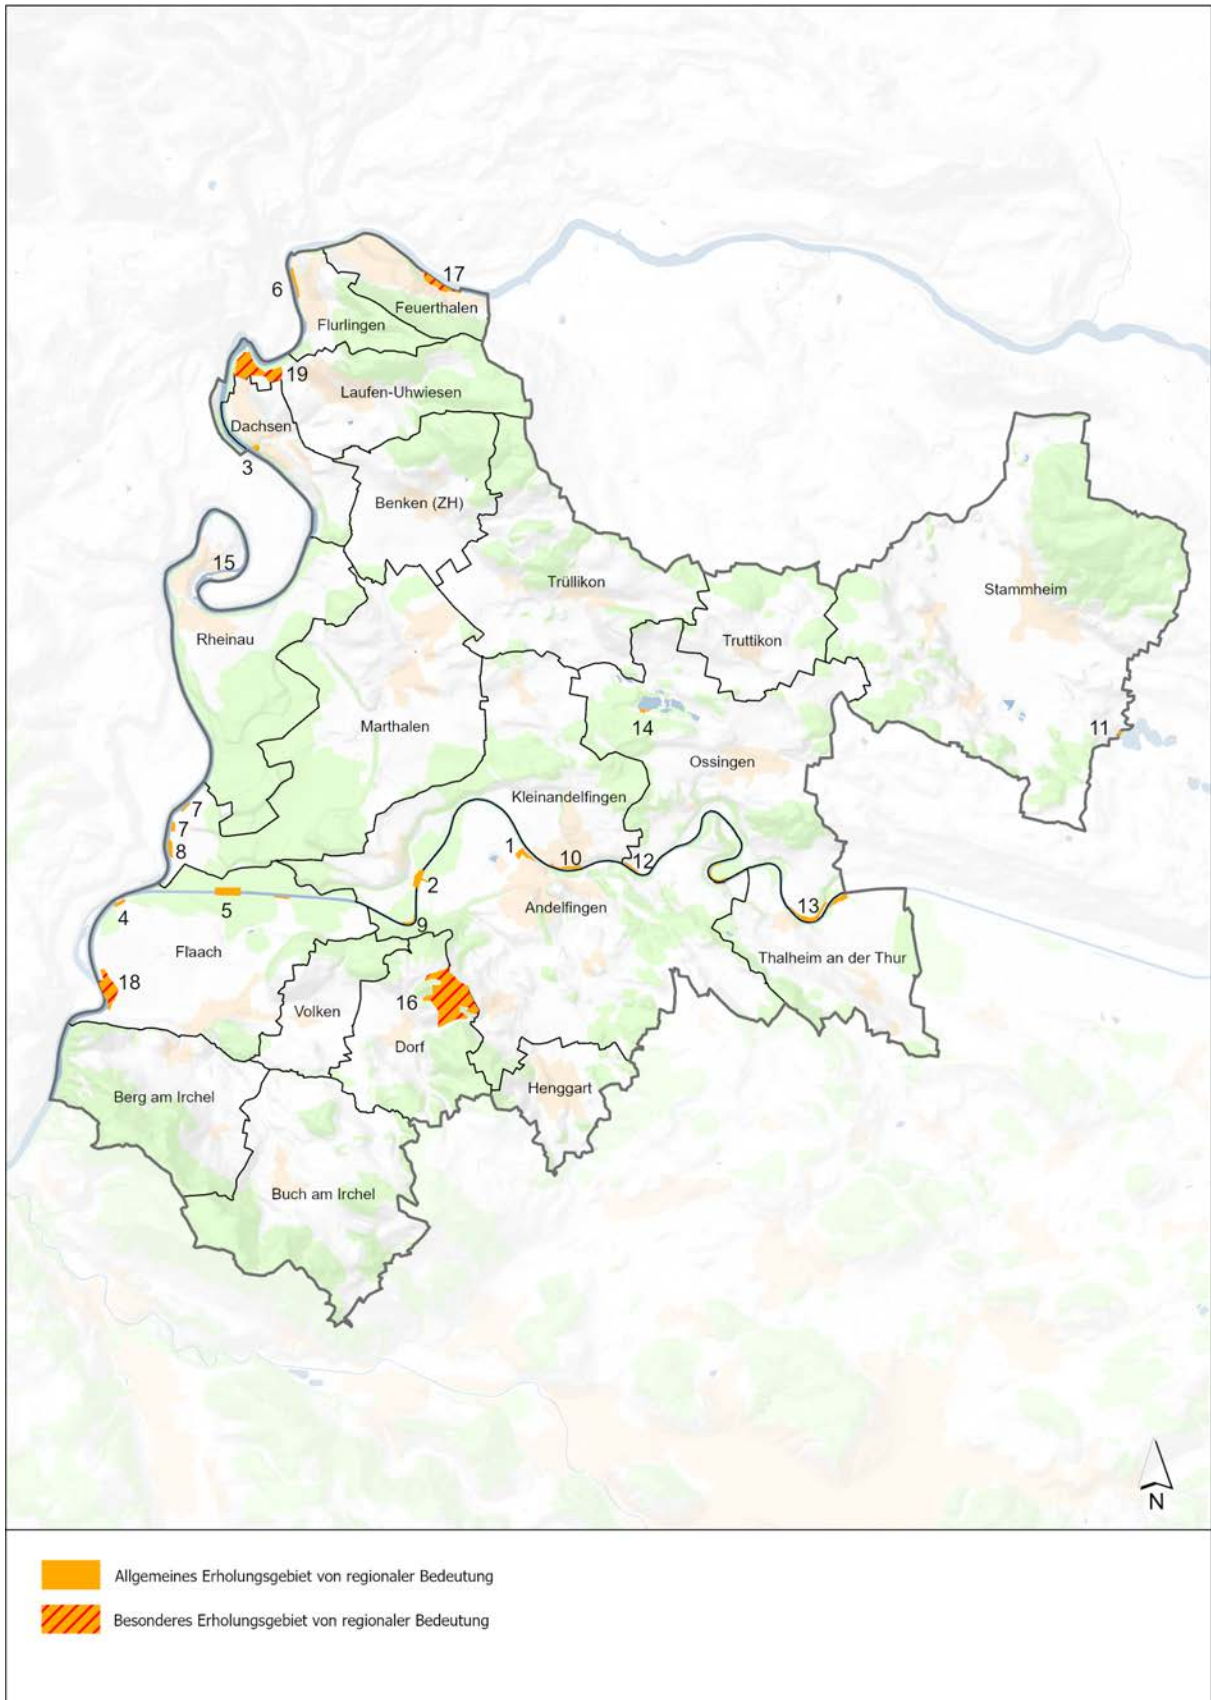 17
6
Feuerthalen
Flurlingen
19
Laufen-Uhwiesen
Dachsen
3
Benken (ZH)
15
Trüllikon
Stammheim
Rheinau
Truttikon
Marthalen
14
11
Ossingen
Kleinandelfingen
7
7
8
1
10
12
2
4
5
9
Andelfingen
13
Flaach
Thalheim an der Thur
18
16
Volken
Dorf
Henggart
Berg am Irchel
Buch am Irchel
N
Allgemeines Erholungsgebiet von regionaler Bedeutung
Besonderes Erholungsgebiet von regionaler Bedeutung